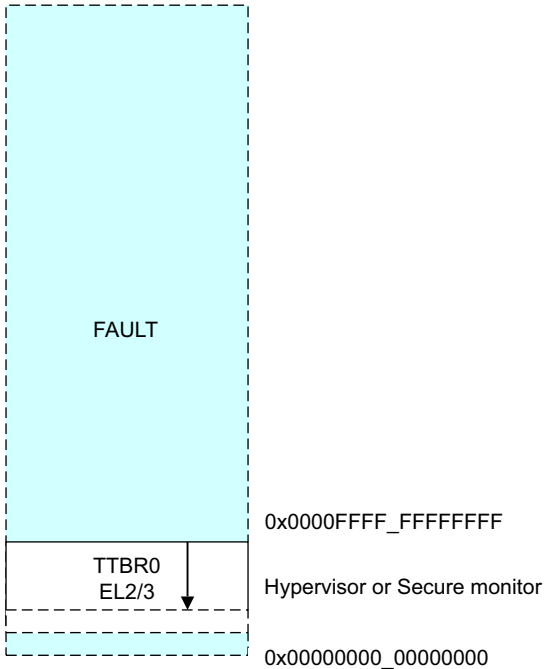 FAULT
0x0000FFFF_FFFFFFFF
TTBR0
EL2/3
Hypervisor or Secure monitor
0x00000000_00000000